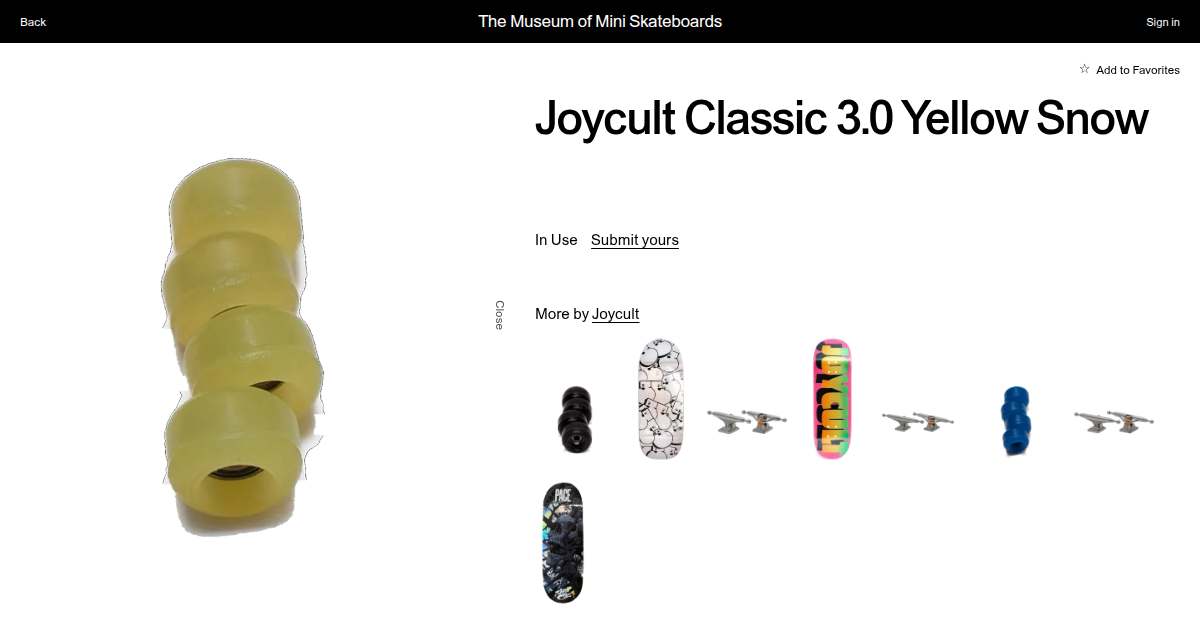 Back
The Museum of Mini Skateboards
Sign in
☆ Add to Favorites
Joycult Classic 3.0 Yellow Snow
In Use Submit yours
Close
More by Joycult
JOYCULT
PAGE